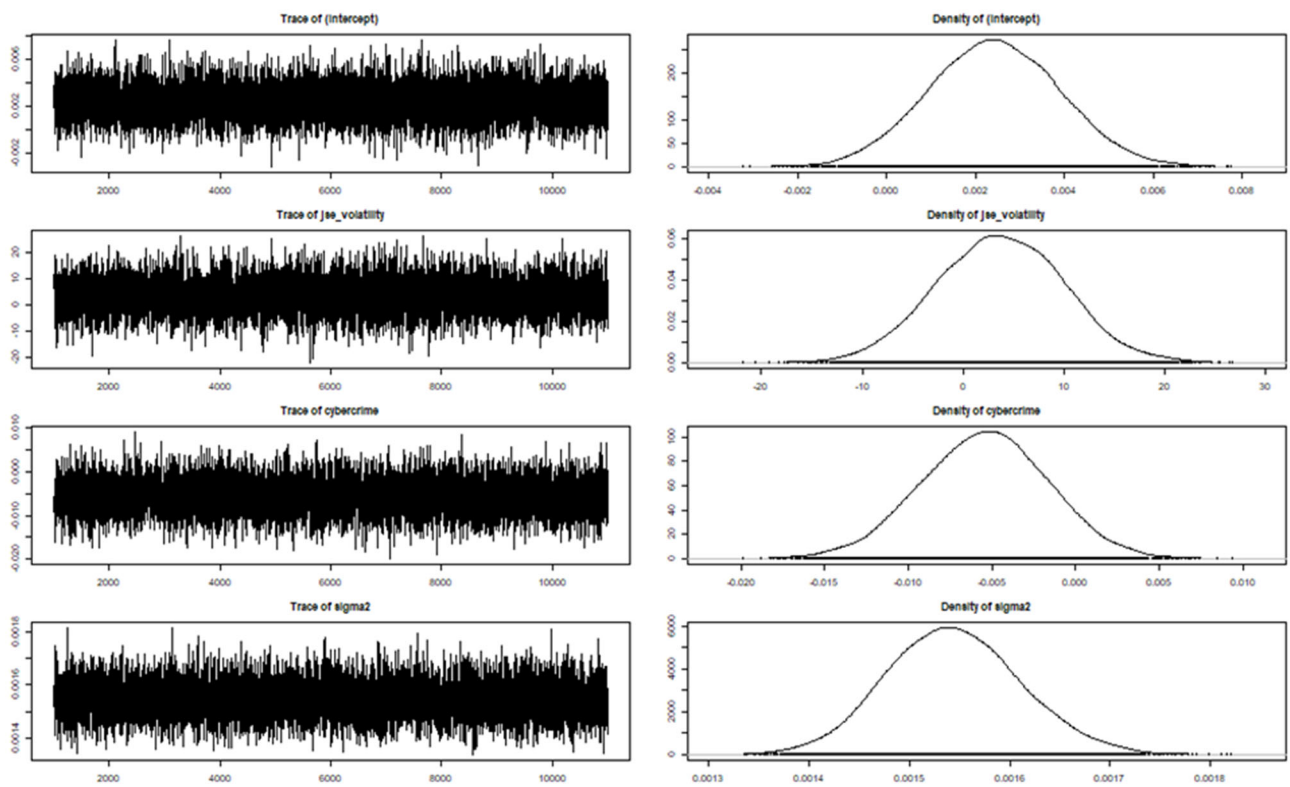 Trace of (Intercept)
Density of (Intercept)
0.006
0.002
-0.002
2000 4000 6000 8000 10000
200
100
50
0
-0.004 -0.002 0.000 0.002 0.004 0.006 0.008
Trace of jse_volatility
Density of jse_volatility
20
10
0
-10
-20
2000 4000 6000 8000 10000
0.06
0.04
0.02
0.00
-20 -10 0 10 20 30
Trace of cybercrime
Density of cybercrime
0.010
0.000
-0.010
-0.020
2000 4000 6000 8000 10000
100
80
60
40
20
0
-0.020 -0.015 -0.010 -0.005 0.000 0.005 0.010
Trace of sigma2
Density of sigma2
0.0018
0.0016
0.0014
2000 4000 6000 8000 10000
6000
4000
2000
0
0.0013 0.0014 0.0015 0.0016 0.0017 0.0018